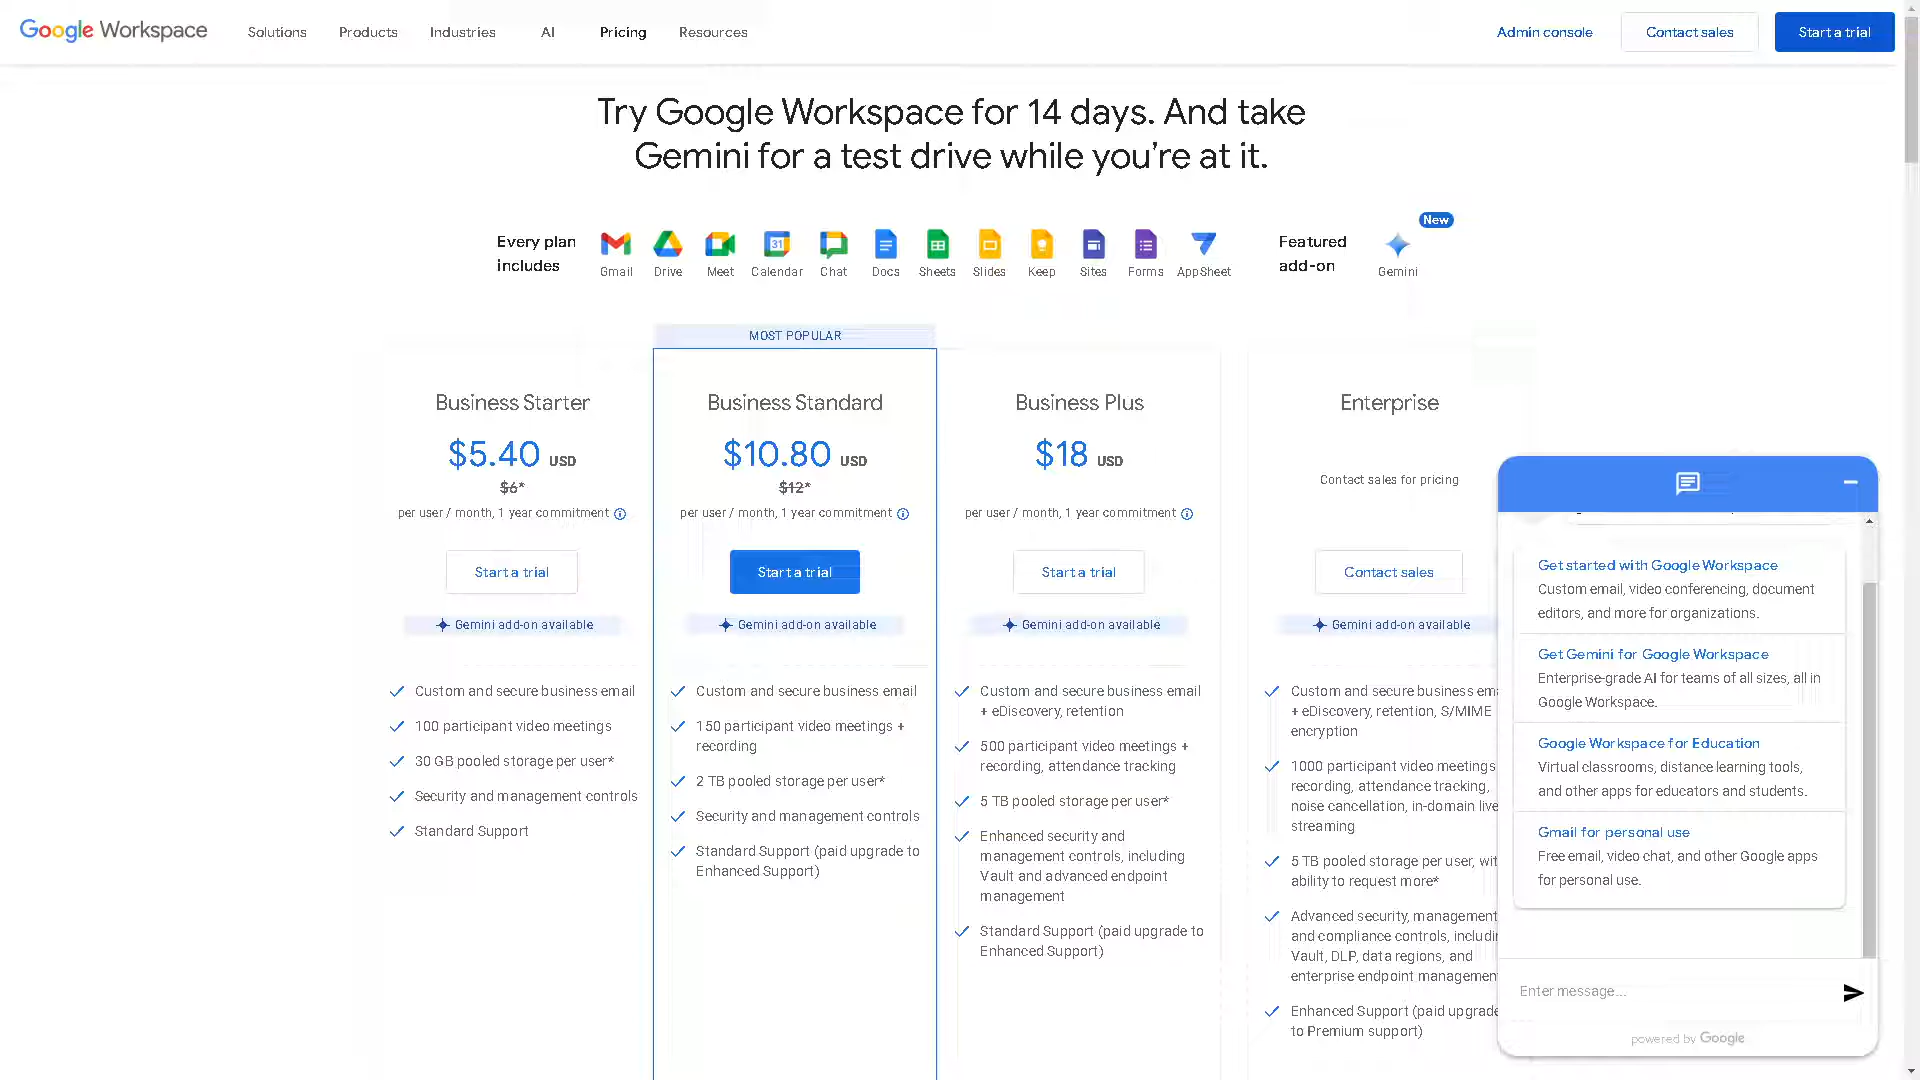 Google Workspace
Solutions
Products
Industries
AI
Pricing
Resources
Admin console
Contact sales
Start a trial
Try Google Workspace for 14 days. And take
Gemini for a test drive while you're at it.
Every plan
includes
Gmail
Drive
Meet
31
Calendar
Chat
Docs
Sheets
Slides
Keep
Sites
Forms
AppSheet
Featured
add-on
New
Gemini
Business Starter
$5.40 USD
$6*
per user / month, 1 year commitment
Start a trial
Gemini add-on available
Custom and secure business email
100 participant video meetings
30 GB pooled storage per user*
Security and management controls
Standard Support
MOST POPULAR
Business Standard
$10.80 USD
$12*
per user / month, 1 year commitment
Start a trial
Gemini add-on available
Custom and secure business email
150 participant video meetings +
recording
2 TB pooled storage per user*
Security and management controls
Standard Support (paid upgrade to
Enhanced Support)
Business Plus
$18 USD
per user / month, 1 year commitment
Start a trial
Gemini add-on available
Custom and secure business email
+ eDiscovery, retention
500 participant video meetings +
recording, attendance tracking
5 TB pooled storage per user*
Enhanced security and
management controls, including
Vault and advanced endpoint
management
Standard Support (paid upgrade to
Enhanced Support)
Enterprise
Contact sales for pricing
Contact sales
Gemini add-on available
Custom and secure business
+ eDiscovery, retention, S/MIME
encryption
1000 participant video meetings
recording, attendance tracking,
noise cancellation, in-domain live
streaming
5 TB pooled storage per user,
ability to request more*
Advanced security, management
and compliance controls,
Vault, DLP, data regions, and
enterprise endpoint management
Enhanced Support (paid upgrade
to Premium support)
Get started with Google Workspace
Custom email, video conferencing, document
editors, and more for organizations.
Get Gemini for Google Workspace
Enterprise-grade AI for teams of all sizes, all in
Google Workspace.
Google Workspace for Education
Virtual classrooms, distance learning tools,
and other apps for educators and students.
Gmail for personal use
Free email, video chat, and other Google apps
for personal use.
Enter message...
powered by Google